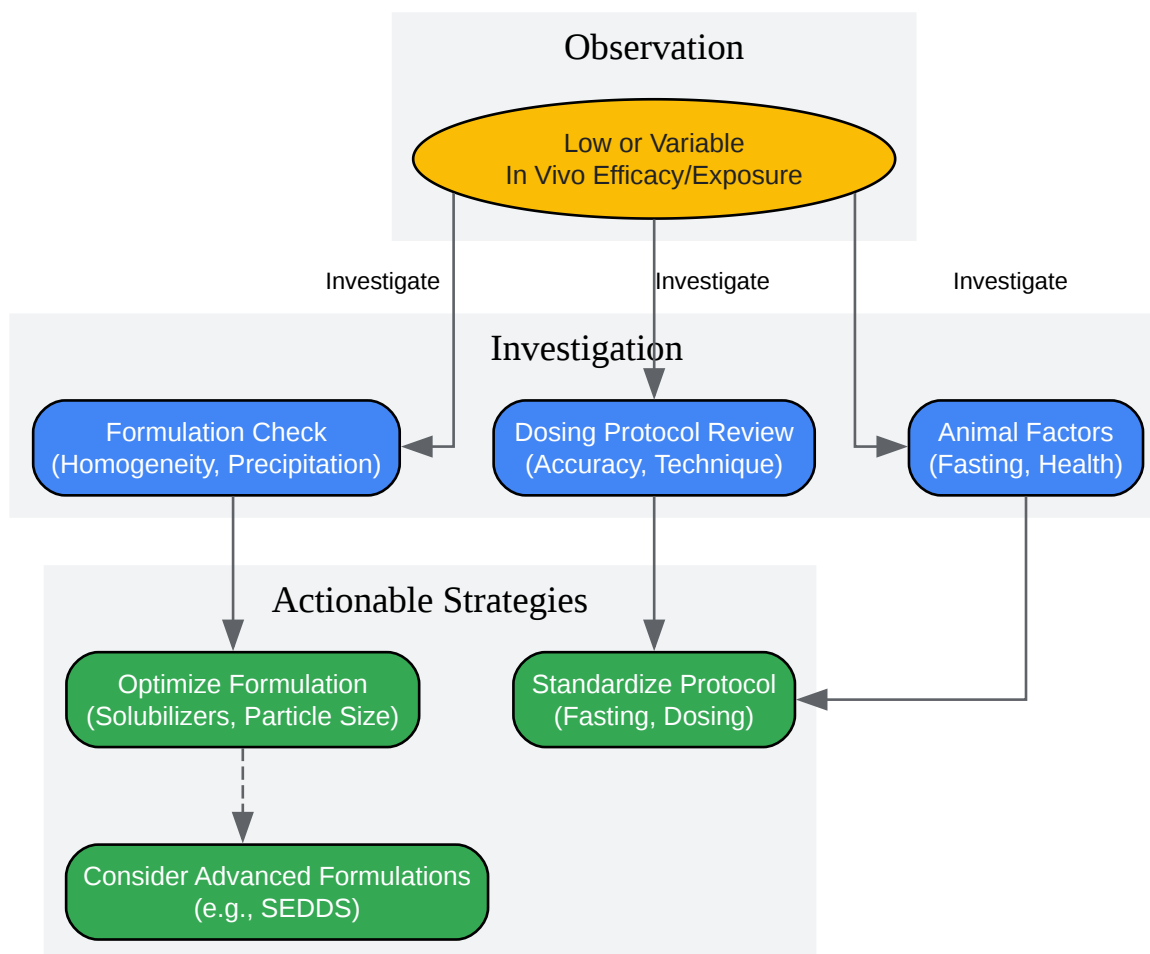 Observation
Low or Variable
In Vivo Efficacy/Exposure
Investigate
Investigate
Investigate
Investigation
Formulation Check
(Homogeneity, Precipitation)
Dosing Protocol Review
(Accuracy, Technique)
Animal Factors
(Fasting, Health)
Actionable Strategies
Optimize Formulation
(Solubilizers, Particle Size)
Standardize Protocol
(Fasting, Dosing)
Consider Advanced Formulations
(e.g., SEDDS)